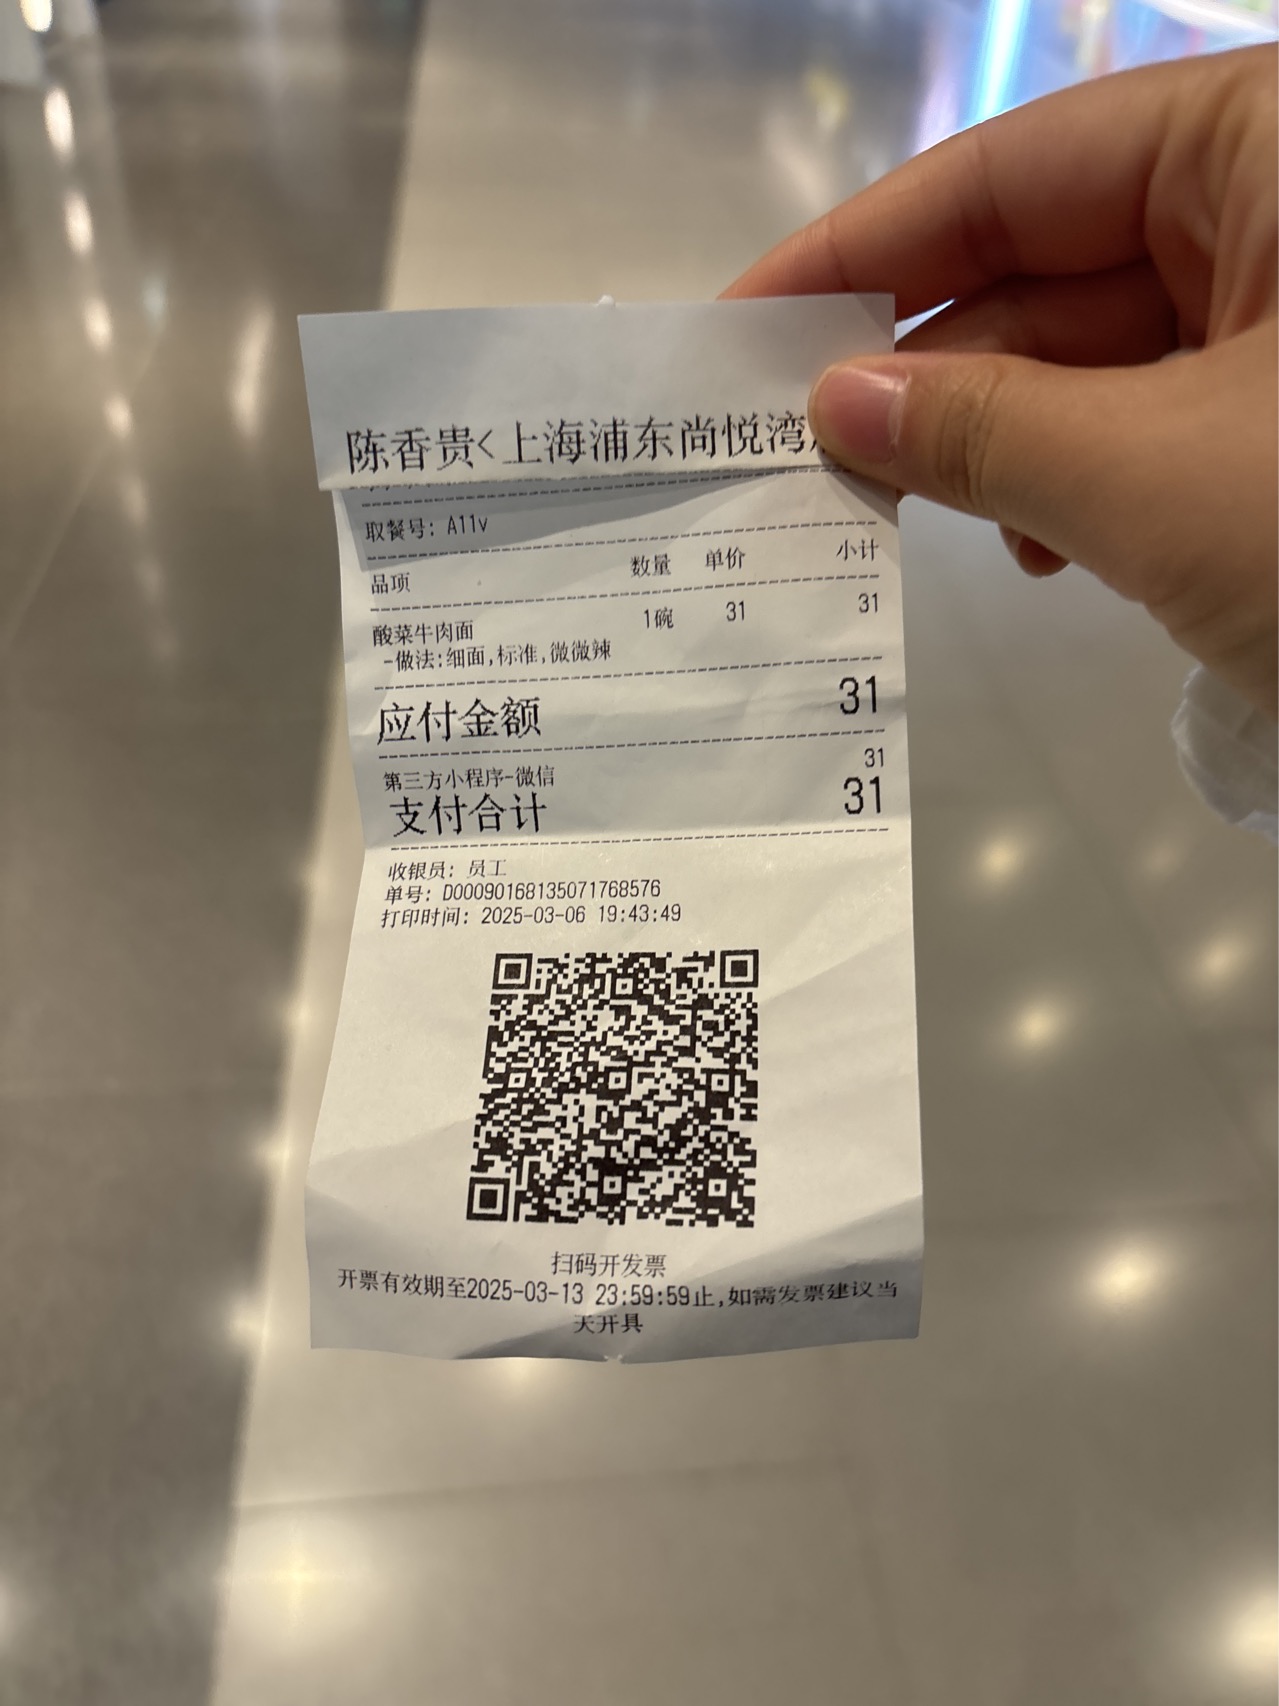 陈香贵<上海浦东尚悦湾
取餐号: A11v
品项 数量 单价 小计
酸菜牛肉面 1碗 31 31
-做法:细面,标准,微微辣
应付金额 31
第三方小程序-微信 31
支付合计 31
收银员: 员工
单号: D00090168135071768576
打印时间: 2025-03-06 19:43:49
扫码开发票
开票有效期至2025-03-13 23:59:59止,如需发票建议当
天开具